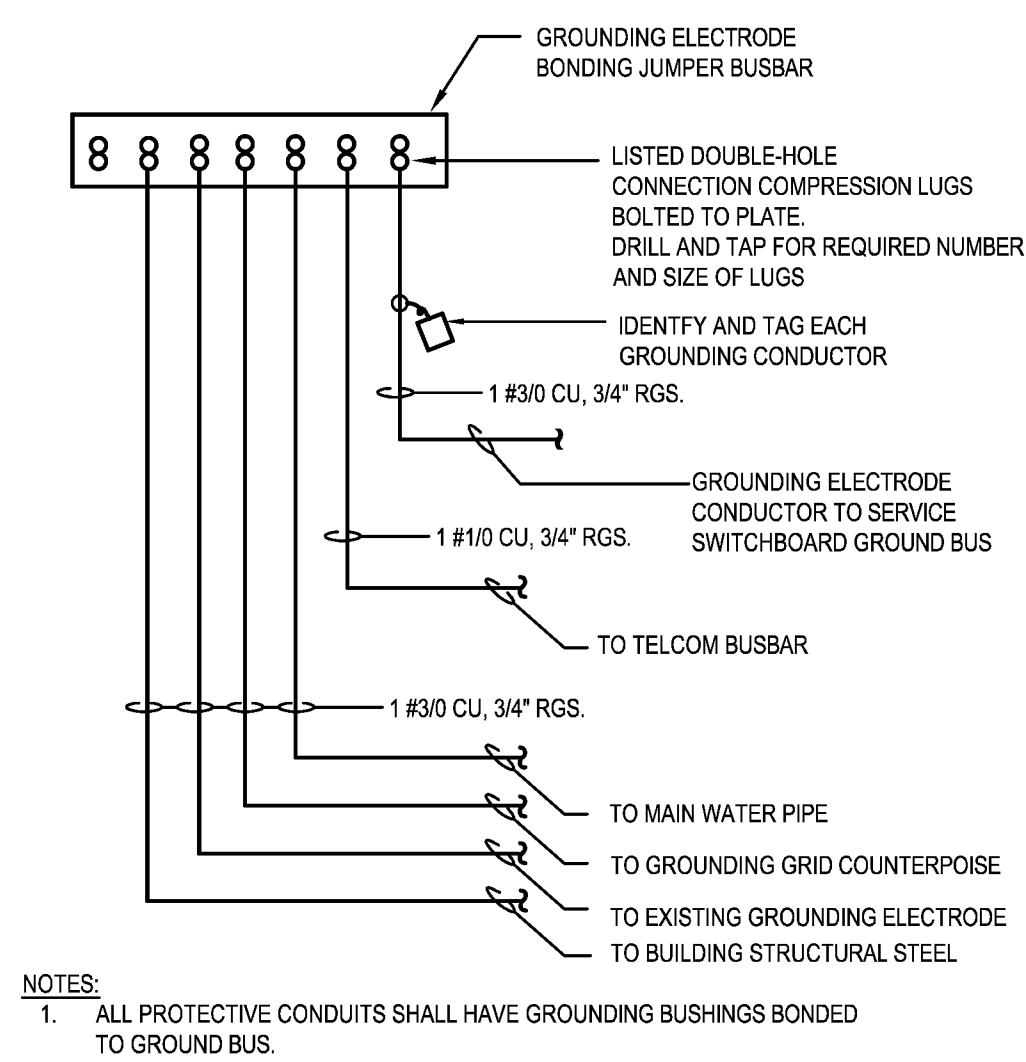 GROUNDING ELECTRODE
BONDING JUMPER BUSBAR
LISTED DOUBLE-HOLE
CONNECTION COMPRESSION LUGS
BOLTED TO PLATE.
DRILL AND TAP FOR REQUIRED NUMBER
AND SIZE OF LUGS
IDENTFY AND TAG EACH
GROUNDING CONDUCTOR
1 #3/0 CU, 3/4" RGS.
GROUNDING ELECTRODE
CONDUCTOR TO SERVICE
SWITCHBOARD GROUND BUS
1 #1/0 CU, 3/4" RGS.
TO TELCOM BUSBAR
1 #3/0 CU, 3/4" RGS.
TO MAIN WATER PIPE
TO GROUNDING GRID COUNTERPOISE
TO EXISTING GROUNDING ELECTRODE
TO BUILDING STRUCTURAL STEEL
NOTES:
1. ALL PROTECTIVE CONDUITS SHALL HAVE GROUNDING BUSHINGS BONDED
TO GROUND BUS.